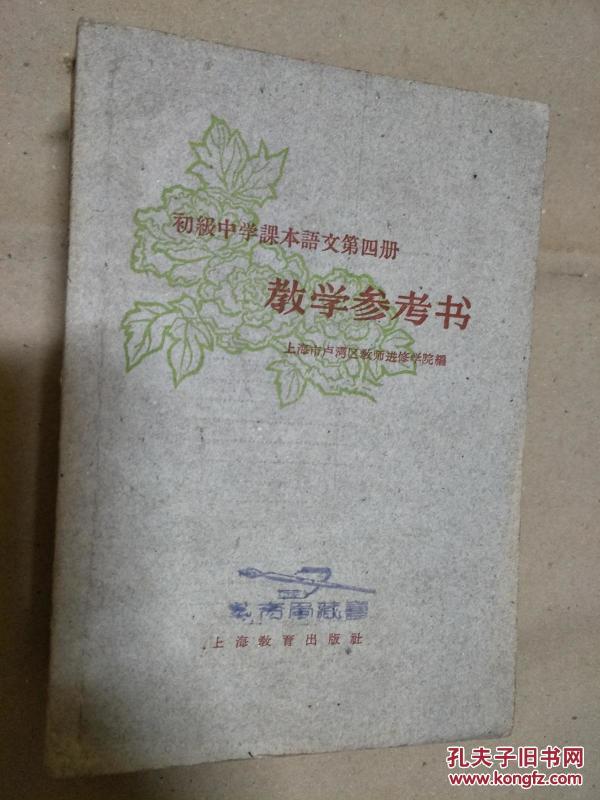 初級中学課本語文第四册
教学参考书
上海市卢湾区教师进修学院編
藏書
上海教育出版社
孔夫子旧书网
www.kongfz.com